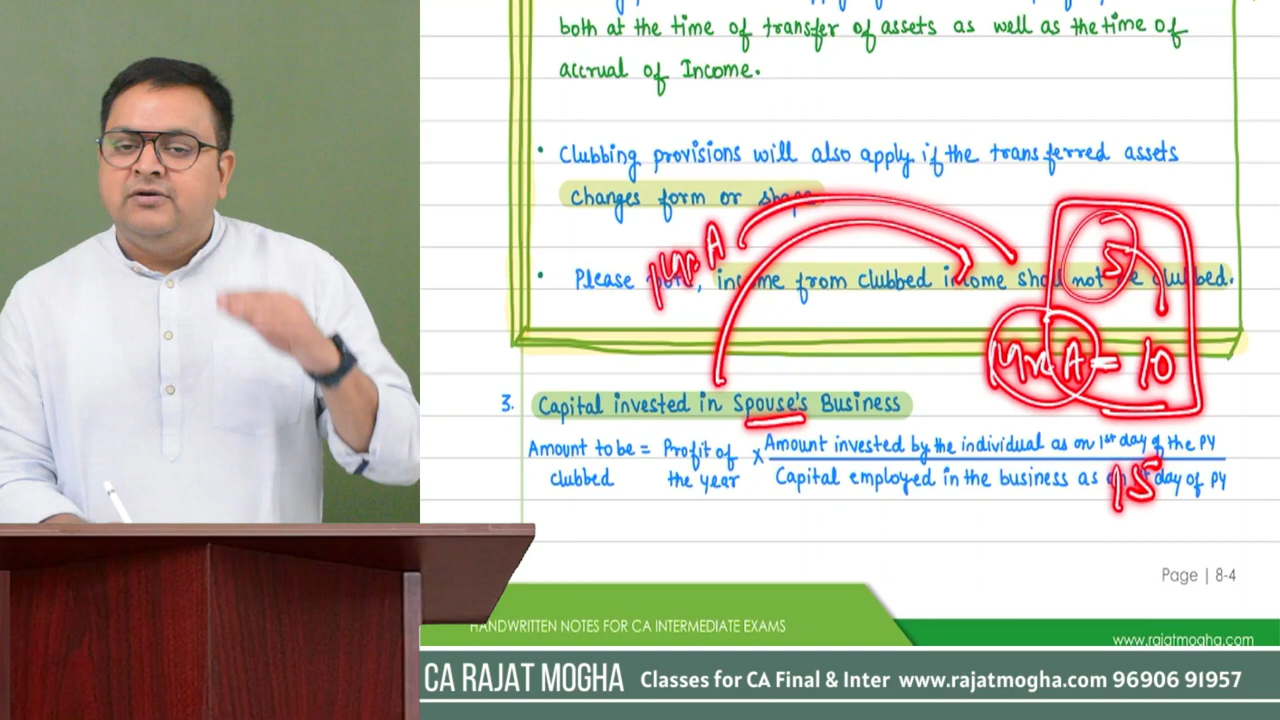 both at the time of transfer of assets as well as the time of
accrual of Income.
• Clubbing provisions will also apply if the transferred assets
changes form or shape
Mr. A
5
• Please note, income from clubbed income shall not be clubbed.
Mr A = 10
3. Capital invested in Spouse's Business
Amount to be clubbed = Profit of the year × Amount invested by the individual as on 1st day of the PY
Capital employed in the business as on 1st day of PY
15
Page | 8-4
HANDWRITTEN NOTES FOR CA INTERMEDIATE EXAMS
www.rajatmogha.com
CA RAJAT MOGHA Classes for CA Final & Inter www.rajatmogha.com 96906 91957